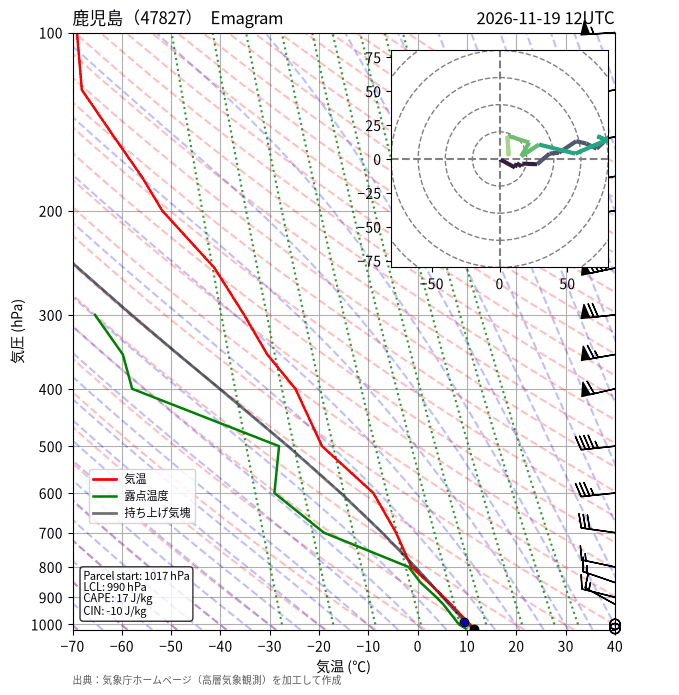 鹿児島（47827） Emagram
2026-11-19 12UTC
100
200
300
400
500
600
700
800
900
1000
気圧 (hPa)
75
50
25
0
−25
−50
−75
−50
0
50
気温
露点温度
持ち上げ気塊
Parcel start: 1017 hPa
LCL: 990 hPa
CAPE: 17 J/kg
CIN: -10 J/kg
−70
−60
−50
−40
−30
−20
−10
0
10
20
30
40
気温 (°C)
出典：気象庁ホームページ（高層気象観測）を加工して作成